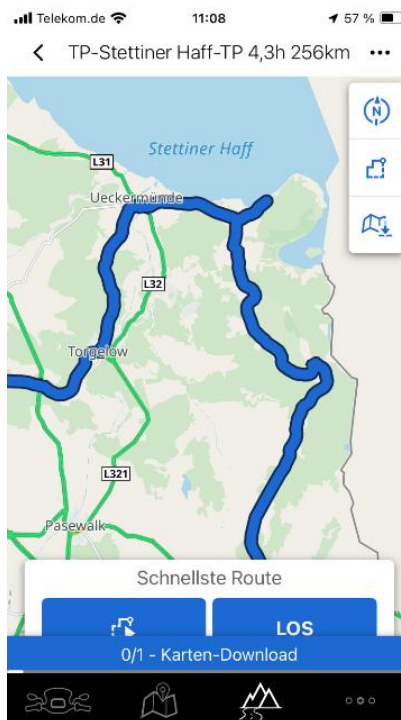 Telekom.de 11:08 57 %
TP-Stettiner Haff-TP 4,3h 256km
N
Stettiner Haff
L31
Ueckermünde
L32
Torgelow
L321
Pasewalk
Schnellste Route
LOS
0/1 - Karten-Download